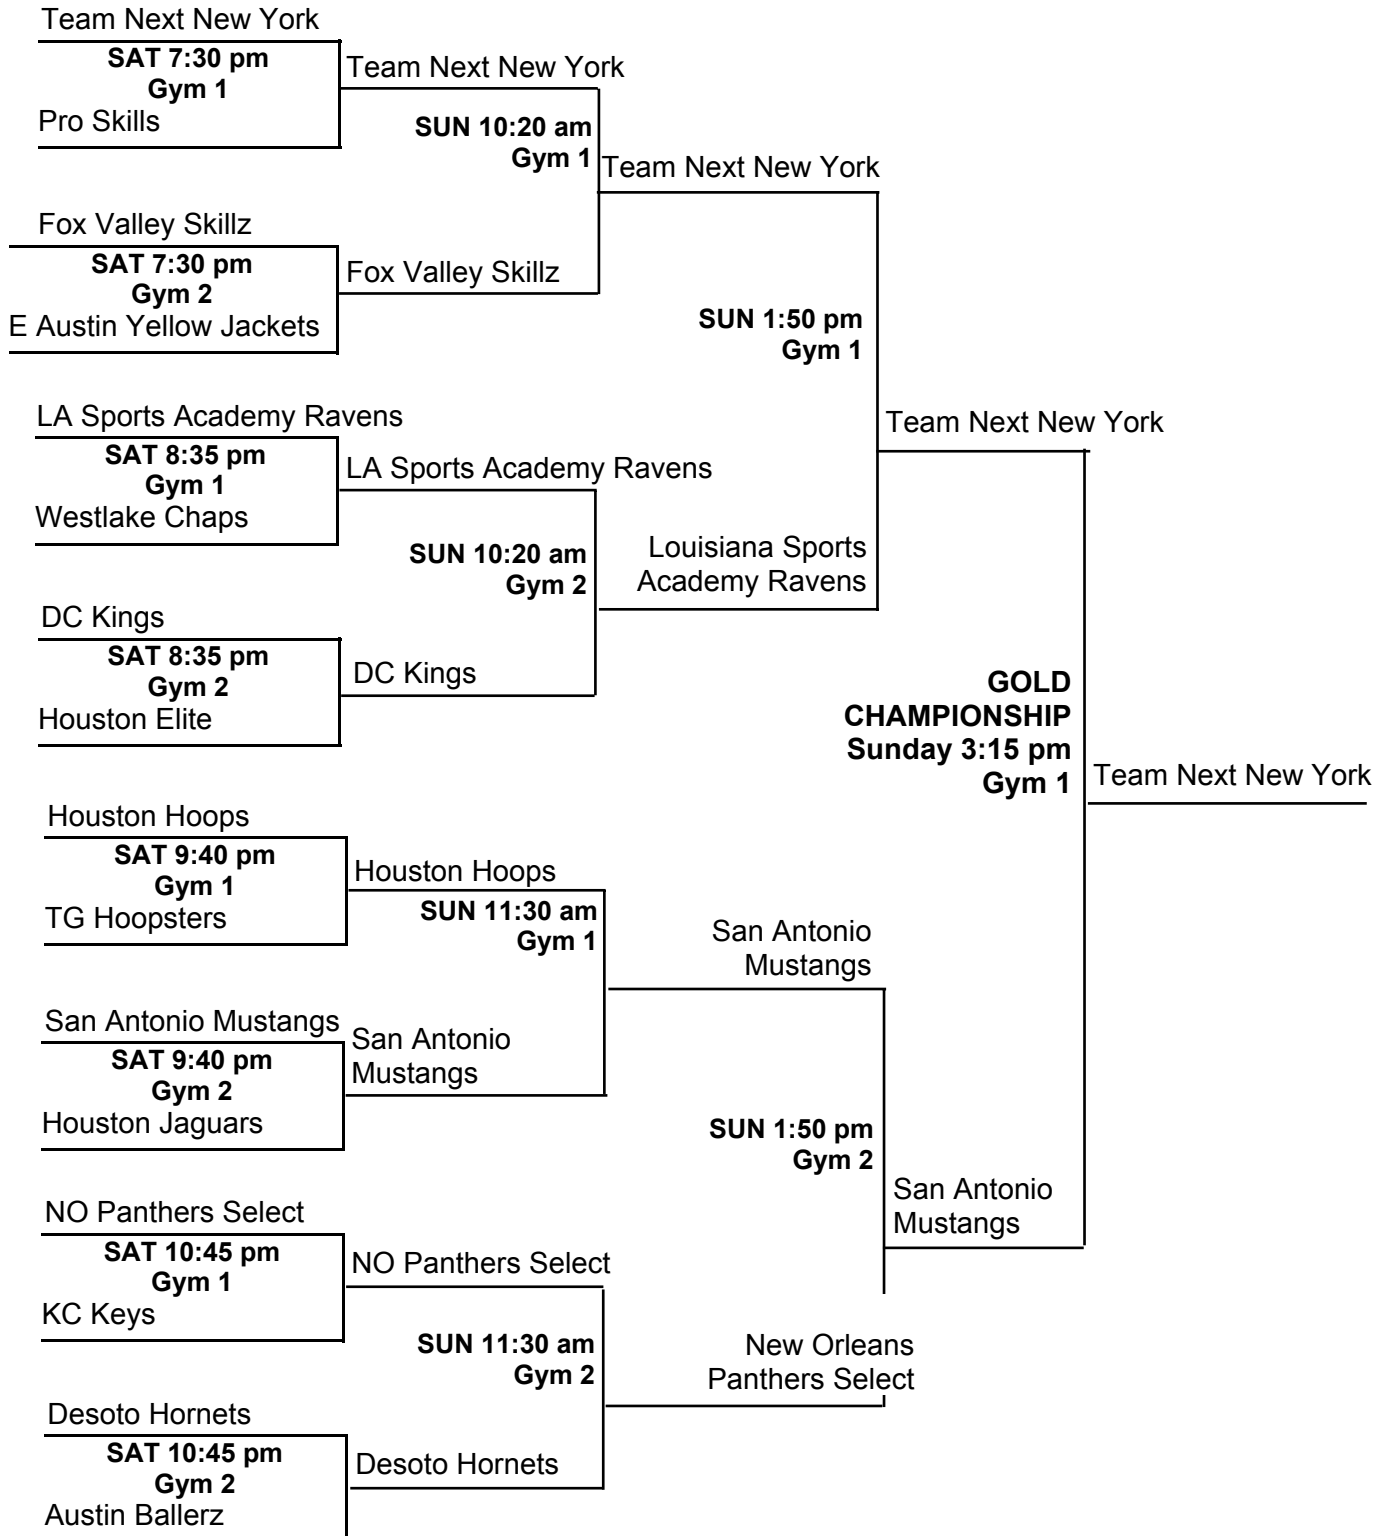 Team Next New York
SAT 7:30 pm
Gym 1
Pro Skills
Team Next New York
SUN 10:20 am
Gym 1
Fox Valley Skillz
SAT 7:30 pm
Gym 2
E Austin Yellow Jackets
Fox Valley Skillz
Team Next New York
SUN 1:50 pm
Gym 1
LA Sports Academy Ravens
SAT 8:35 pm
Gym 1
Westlake Chaps
LA Sports Academy Ravens
SUN 10:20 am
Gym 2
DC Kings
SAT 8:35 pm
Gym 2
Houston Elite
DC Kings
Louisiana Sports
Academy Ravens
Team Next New York
GOLD
CHAMPIONSHIP
Sunday 3:15 pm
Gym 1
Team Next New York
Houston Hoops
SAT 9:40 pm
Gym 1
TG Hoopsters
Houston Hoops
SUN 11:30 am
Gym 1
San Antonio Mustangs
SAT 9:40 pm
Gym 2
Houston Jaguars
San Antonio
Mustangs
San Antonio
Mustangs
SUN 1:50 pm
Gym 2
San Antonio
Mustangs
NO Panthers Select
SAT 10:45 pm
Gym 1
KC Keys
NO Panthers Select
SUN 11:30 am
Gym 2
New Orleans
Panthers Select
Desoto Hornets
SAT 10:45 pm
Gym 2
Austin Ballerz
Desoto Hornets